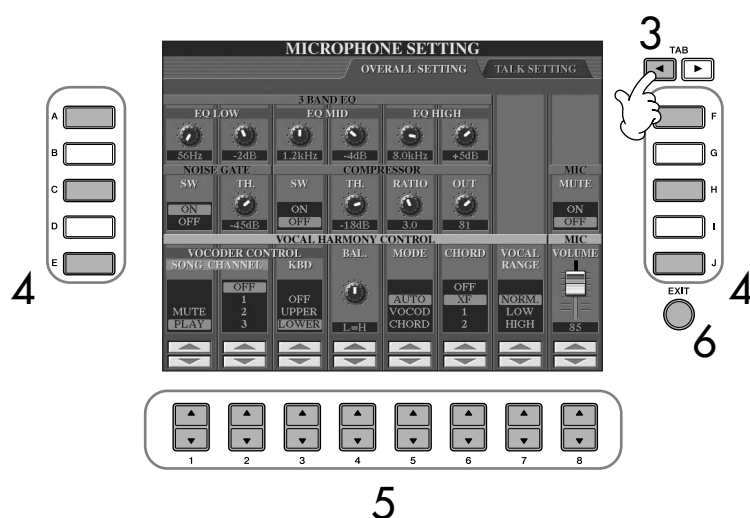 MICROPHONE SETTING
OVERALL SETTING TALK SETTING
3 BAND EQ
EQ LOW EQ MID EQ HIGH
56Hz -2dB 1.2kHz -4dB 8.0kHz +5dB
NOISE GATE COMPRESSOR MIC
SW TH. SW TH. RATIO OUT MUTE
ON ON ON
OFF -45dB OFF -18dB 3.0 81 OFF
VOCAL HARMONY CONTROL MIC
VOCODER CONTROL BAL. MODE CHORD VOCAL RANGE VOLUME
SONG CHANNEL KBD
OFF OFF
1 OFF AUTO XF NORM.
MUTE 2 UPPER VOCOD 1 LOW
PLAY 3 LOWER L=H CHORD 2 HIGH 85
3
TAB
A
B
C
D
E
4
F
G
H
I
J
4
EXIT
6
1 2 3 4 5 6 7 8
5